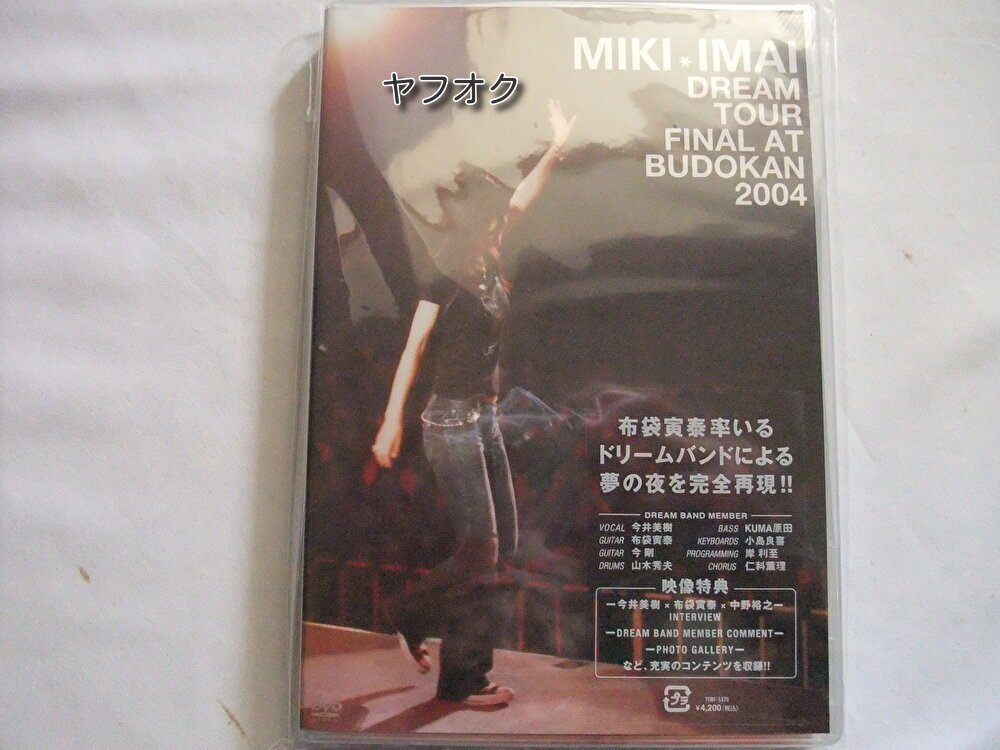 ヤフオク
MIKI*IMAI
DREAM
TOUR
FINAL AT
BUDOKAN
2004
布袋寅泰率いる
ドリームバンドによる
夢の夜を完全再現!!
DREAM BAND MEMBER
VOCAL 今井美樹 BASS KUMA原田
GUITAR 布袋寅泰 KEYBOARDS 小島良喜
GUITAR 今 剛 PROGRAMMING 岸 利至
DRUMS 山木秀夫 CHORUS 仁科薫理
映像特典
ー今井美樹×布袋寅泰×中野裕之ー
INTERVIEW
ーDREAM BAND MEMBER COMMENTー
ーPHOTO GALLERYー
など、充実のコンテンツを収録!!
プラ
TOBF-5370
¥4,200(税込)
DVD